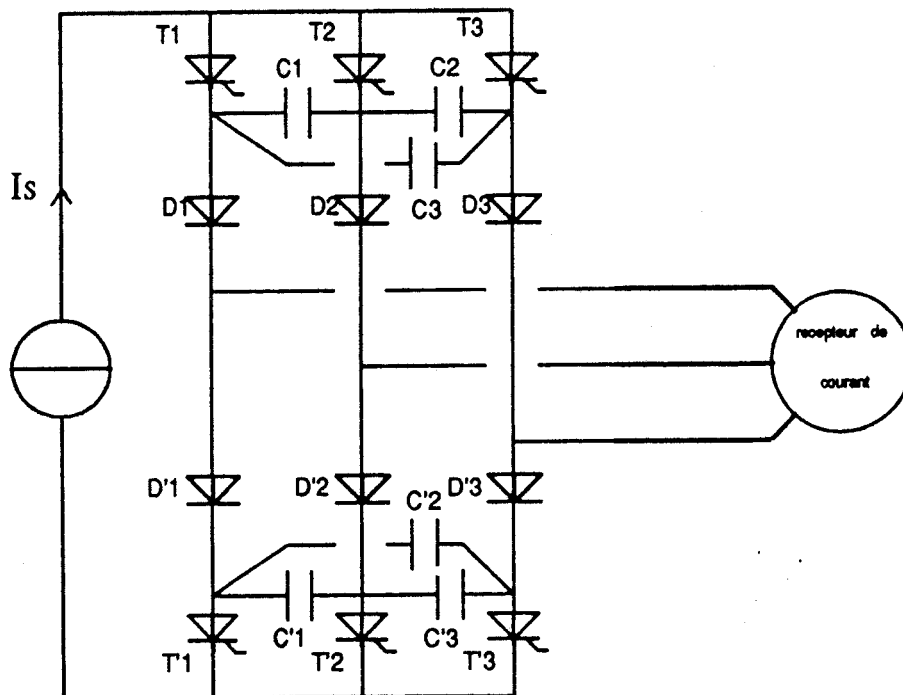 T1 T2 T3
C1 C2
C3
Is
D1 D2 D3
recepteur de
courant
D'1 D'2 D'3
C'2
C'1 C'3
T'1 T'2 T'3